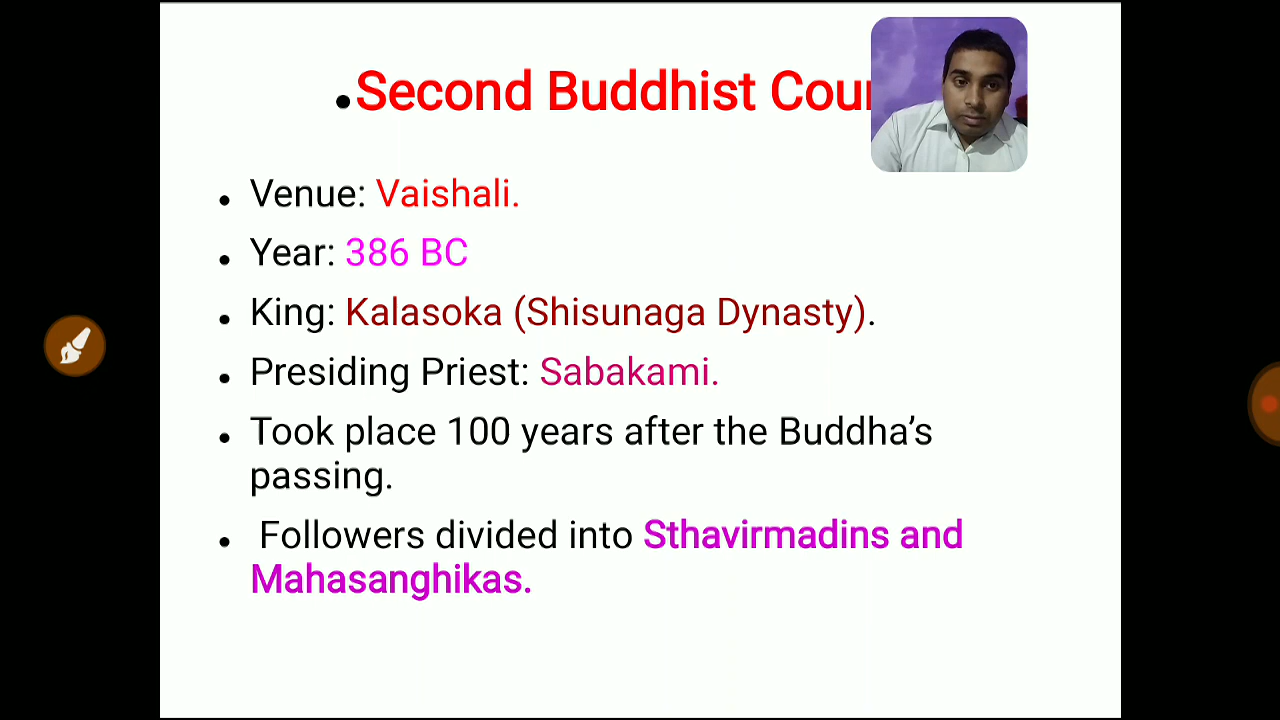 Second Buddhist Cou
Venue: Vaishali.
Year: 386 BC
King: Kalasoka (Shisunaga Dynasty).
Presiding Priest: Sabakami.
Took place 100 years after the Buddha’s
passing.
Followers divided into Sthavirmadins and
Mahasanghikas.